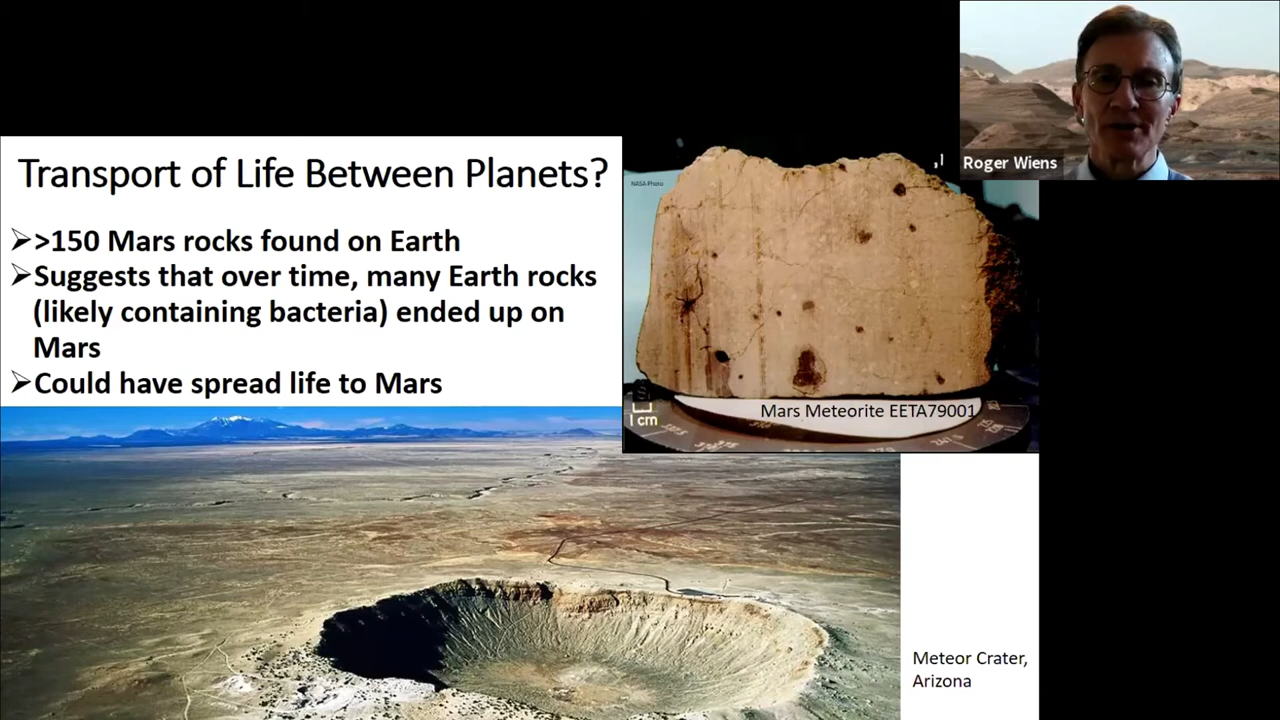 Roger Wiens
Transport of Life Between Planets?
>150 Mars rocks found on Earth
Suggests that over time, many Earth rocks
(likely containing bacteria) ended up on
Mars
Could have spread life to Mars
NASA Photo
1 cm
Mars Meteorite EETA79001
Meteor Crater,
Arizona